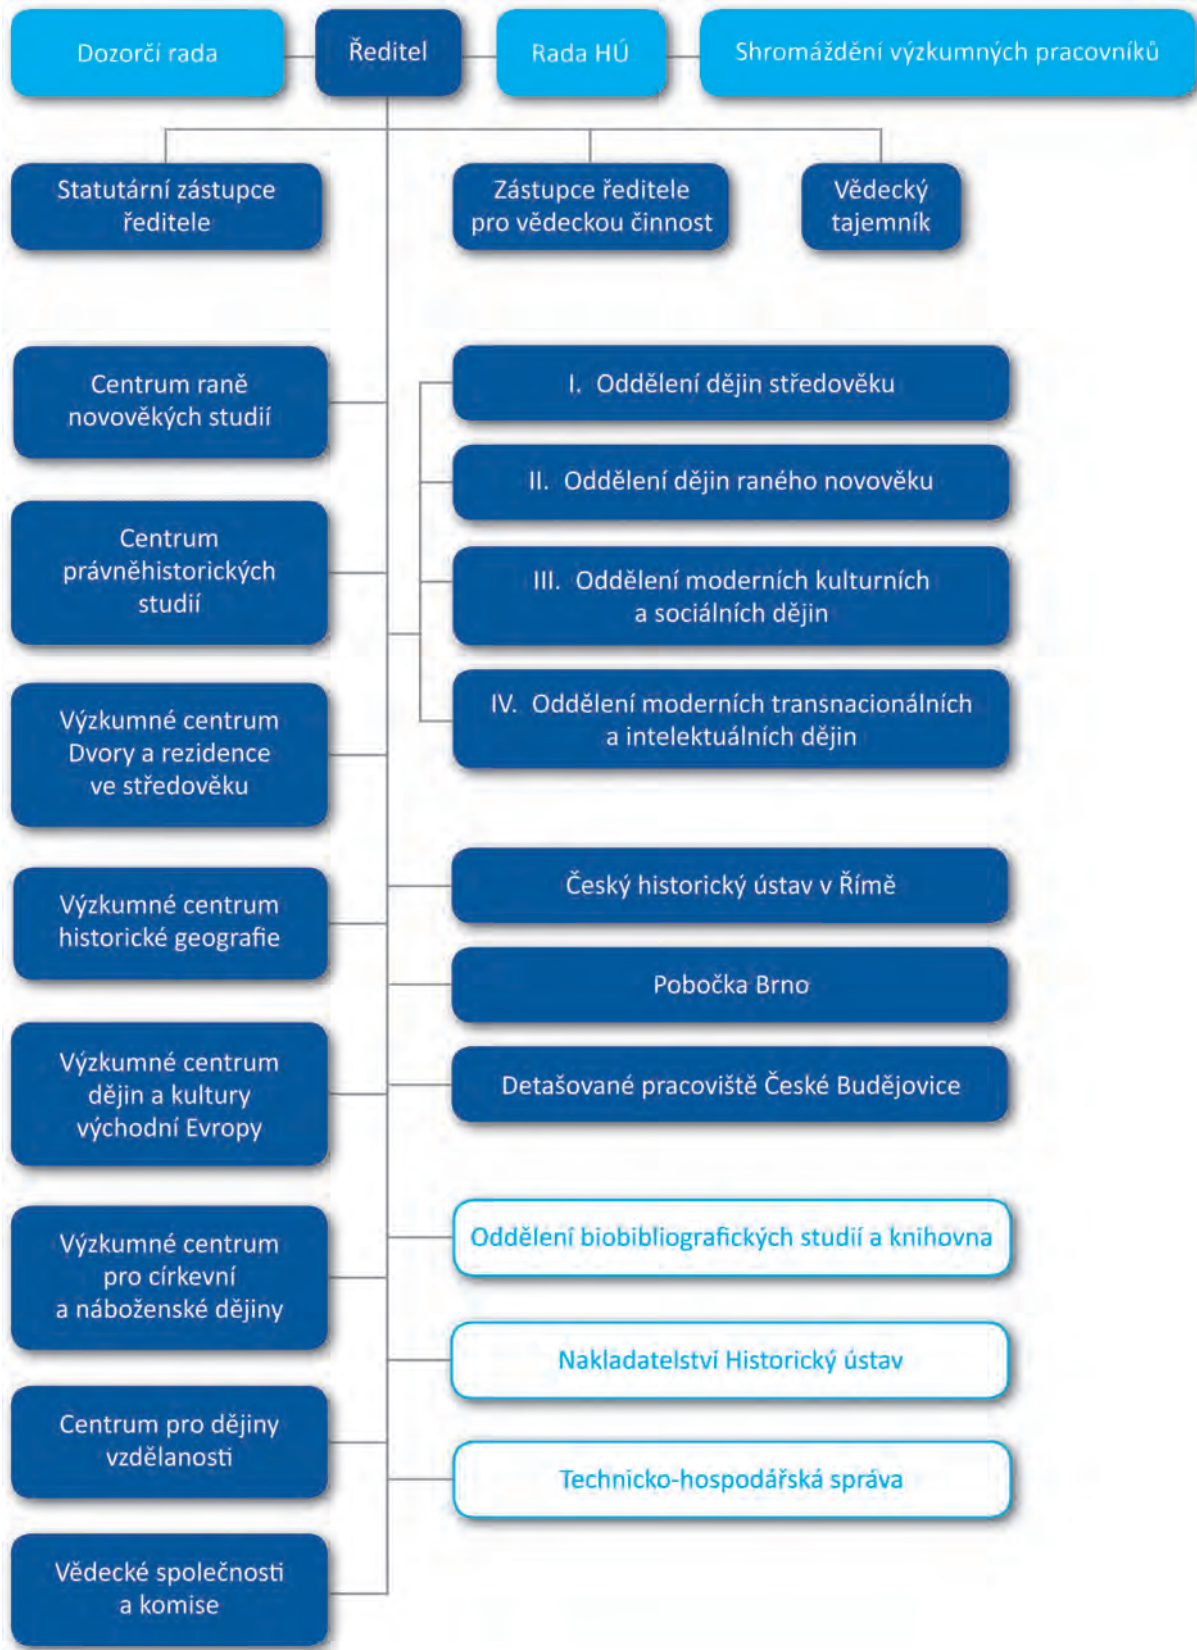 Dozorčí rada
Ředitel
Rada HÚ
Shromáždění výzkumných pracovníků
Statutární zástupce
ředitele
Zástupce ředitele
pro vědeckou činnost
Vědecký
tajemník
Centrum raně
novověkých studií
Centrum
právněhistorických
studií
Výzkumné centrum
Dvory a rezidence
ve středověku
Výzkumné centrum
historické geografie
Výzkumné centrum
dějin a kultury
východní Evropy
Výzkumné centrum
pro církevní
a náboženské dějiny
Centrum pro dějiny
vzdělanosti
Vědecké společnosti
a komise
I. Oddělení dějin středověku
II. Oddělení dějin raného novověku
III. Oddělení moderních kulturních
a sociálních dějin
IV. Oddělení moderních transnacionálních
a intelektuálních dějin
Český historický ústav v Římě
Pobočka Brno
Detašované pracoviště České Budějovice
Oddělení biobibliografických studií a knihovna
Nakladatelství Historický ústav
Technicko-hospodářská správa